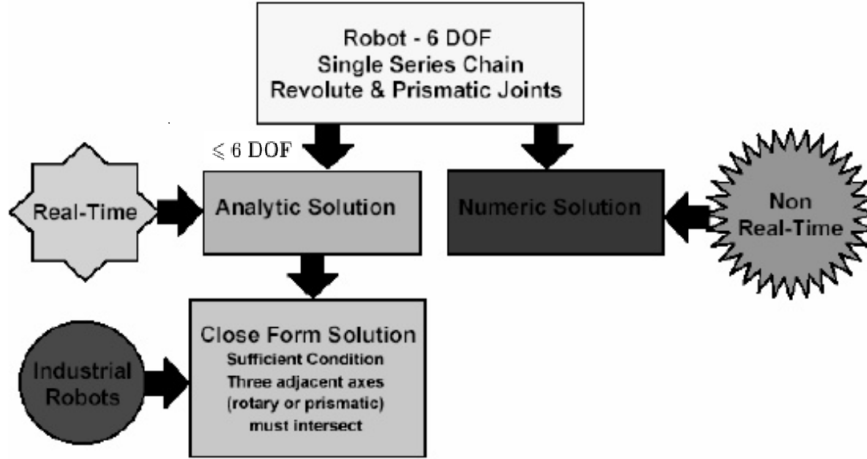 Robot - 6 DOF
Single Series Chain
Revolute & Prismatic Joints
⩽ 6 DOF
Real-Time
Analytic Solution
Numeric Solution
Non
Real-Time
Close Form Solution
Sufficient Condition
Three adjacent axes
(rotary or prismatic)
must intersect
Industrial
Robots